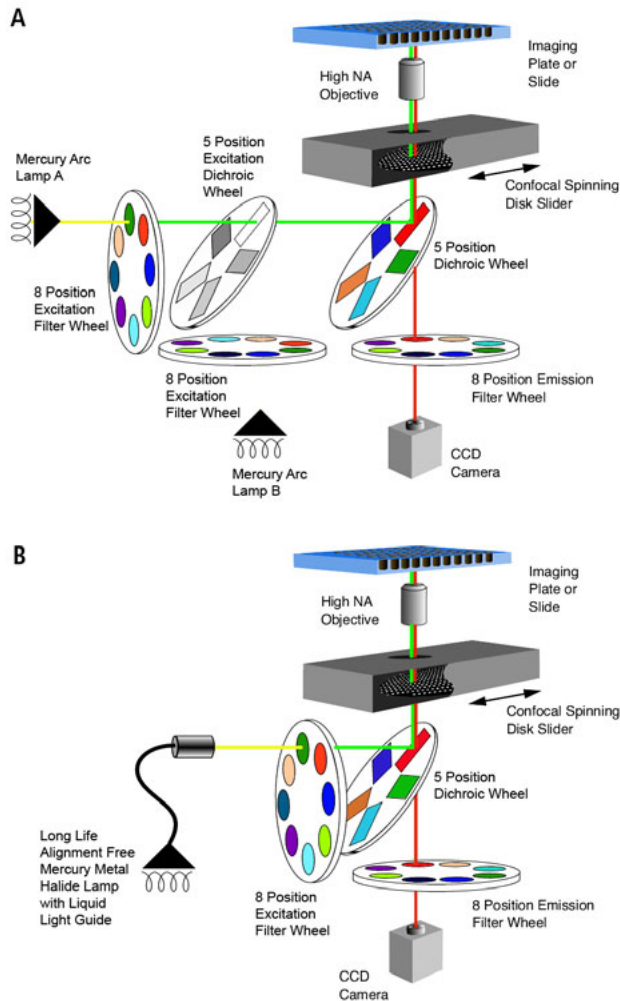 A
Imaging
Plate or
Slide
High NA
Objective
5 Position
Excitation
Dichroic
Wheel
Mercury Arc
Lamp A
Confocal Spinning
Disk Slider
5 Position
Dichroic Wheel
8 Position
Excitation
Filter Wheel
8 Position
Excitation
Filter Wheel
8 Position Emission
Filter Wheel
Mercury Arc
Lamp B
CCD
Camera
B
Imaging
Plate or
Slide
High NA
Objective
Confocal Spinning
Disk Slider
5 Position
Dichroic Wheel
Long Life
Alignment Free
Mercury Metal
Halide Lamp
with Liquid
Light Guide
8 Position
Excitation
Filter Wheel
8 Position Emission
Filter Wheel
CCD
Camera